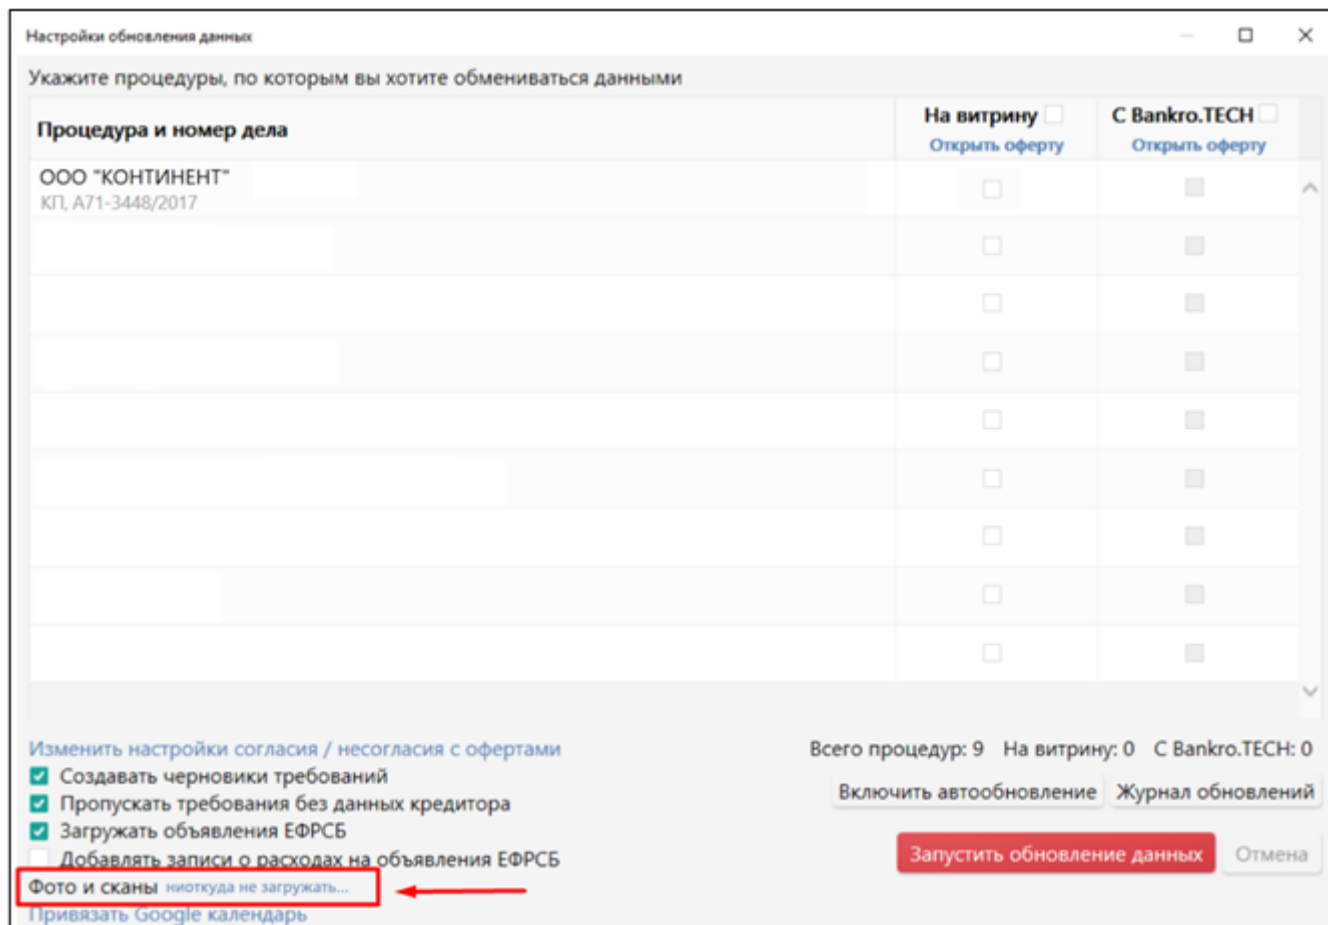 Настройки обновления данных
Укажите процедуры, по которым вы хотите обмениваться данными
Процедура и номер дела
На витрину
С Bankro.TECH
Открыть оферту
Открыть оферту
ООО "КОНТИНЕНТ"
КП, А71-3448/2017
Изменить настройки согласия / несогласия с офертами
Всего процедур: 9 На витрину: 0 С Bankro.TECH: 0
Создавать черновики требований
Пропускать требования без данных кредитора
Включить автообновление
Журнал обновлений
Загружать объявления ЕФРСБ
Добавлять записи о расходах на объявления ЕФРСБ
Запустить обновление данных
Отмена
Фото и сканы ниоткуда не загружать...
Привязать Google календарь